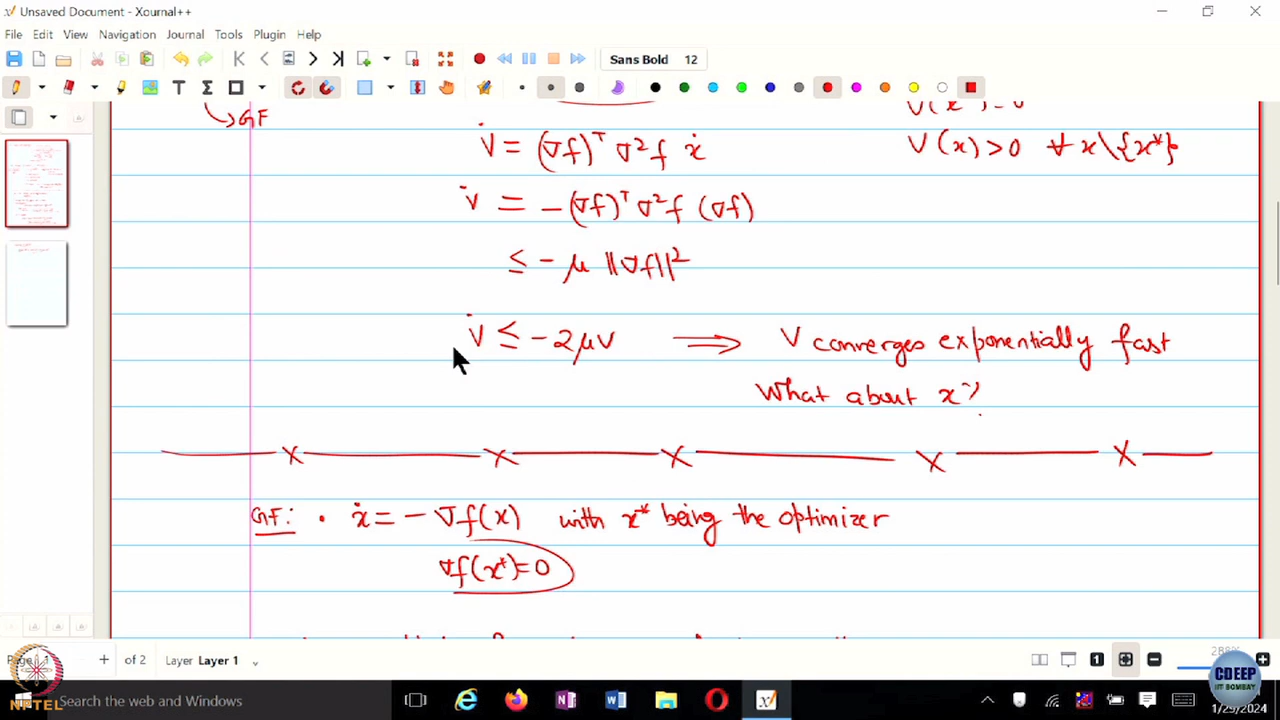 Unsaved Document - Xournal++
File Edit View Navigation Journal Tools Plugin Help
Sans Bold 12
↳ GF
V̇ = (∇f)ᵀ ∇²f ẋ
V(x) > 0 ∀ x\{x*}
V̇ = -(∇f)ᵀ ∇²f (∇f)
≤ - μ ||∇f||²
V̇ ≤ -2μV ⟹ V converges exponentially fast
What about x?
GF: • ẋ = - ∇f(x) with x* being the optimizer
∇f(x*)=0
Page 1 of 2 Layer Layer 1
288%
NPTEL
Search the web and Windows
CDEEP
IIT BOMBAY
1/29/2024